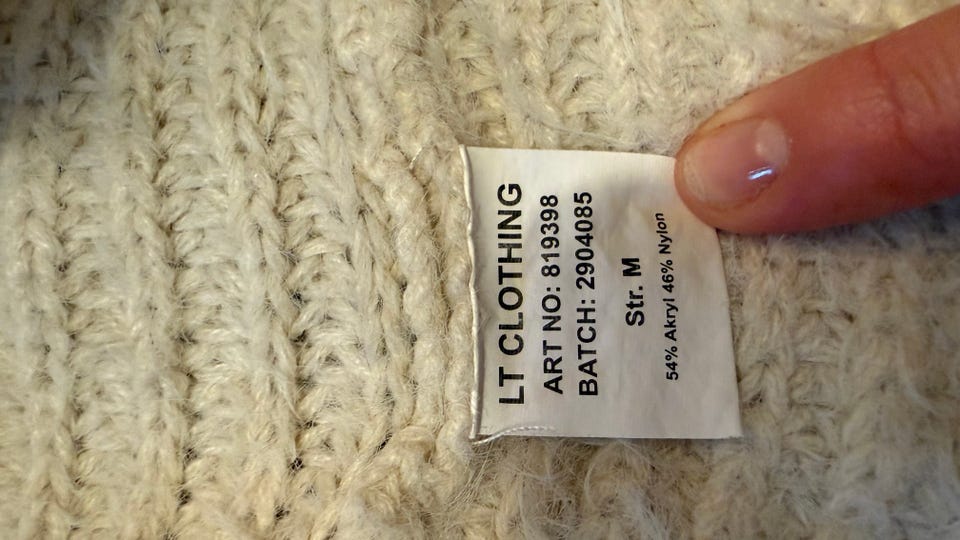 LT CLOTHING
ART NO: 819398
BATCH: 2904085
Str. M
54% Akryl 46% Nylon